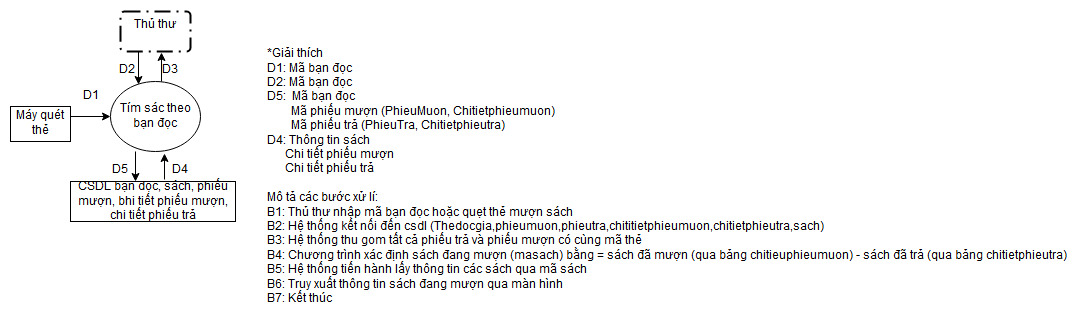 Thủ thư
D2
D3
D1
Máy quét
thẻ
Tím sác theo
bạn đọc
D5
D4
CSDL bạn đọc, sách, phiếu
mượn, bhi tiết phiếu mượn,
chi tiết phiếu trả
*Giải thích
D1: Mã bạn đọc
D2: Mã bạn đọc
D5: Mã bạn đọc
Mã phiếu mượn (PhieuMuon, Chitietphieumuon)
Mã phiếu trả (PhieuTra, Chitietphieutra)
D4: Thông tin sách
Chi tiết phiếu mượn
Chi tiết phiếu trả
Mô tả các bước xử lí:
B1: Thủ thư nhập mã bạn đọc hoặc quẹt thẻ mượn sách
B2: Hệ thống kết nối đến csdl (Thedocgia,phieumuon,phieutra,chititietphieumuon,chitietphieutra,sach)
B3: Hệ thống thu gom tất cả phiếu trả và phiếu mượn có cùng mã thẻ
B4: Chương trình xác định sách đang mượn (masach) bằng = sách đã mượn (qua bảng chitieuphieumuon) - sách đã trả (qua bảng chitietphieutra)
B5: Hệ thống tiến hành lấy thông tin các sách qua mã sách
B6: Truy xuất thông tin sách đang mượn qua màn hình
B7: Kết thúc